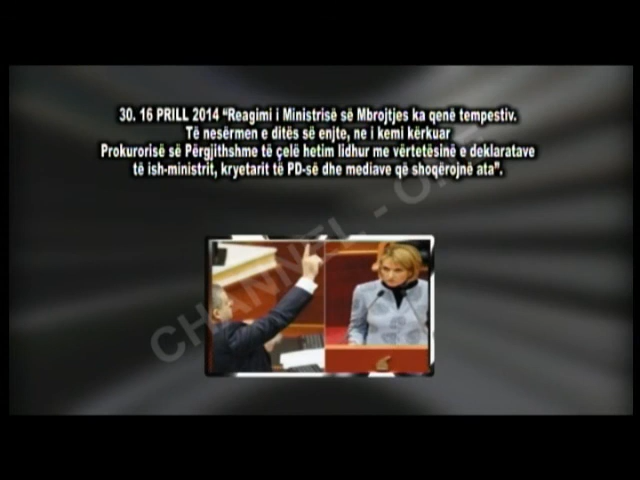 30. 16 PRILL 2014 “Reagimi i Ministrisë së Mbrojtjes ka qenë tempestiv.
Të nesërmen e ditës së enjte, ne i kemi kërkuar
Prokurorisë së Përgjithshme të çelë hetim lidhur me vërtetësinë e deklaratave
të ish-ministrit, kryetarit të PD-së dhe mediave që shoqërojnë ata”.
CHANNEL - ONE